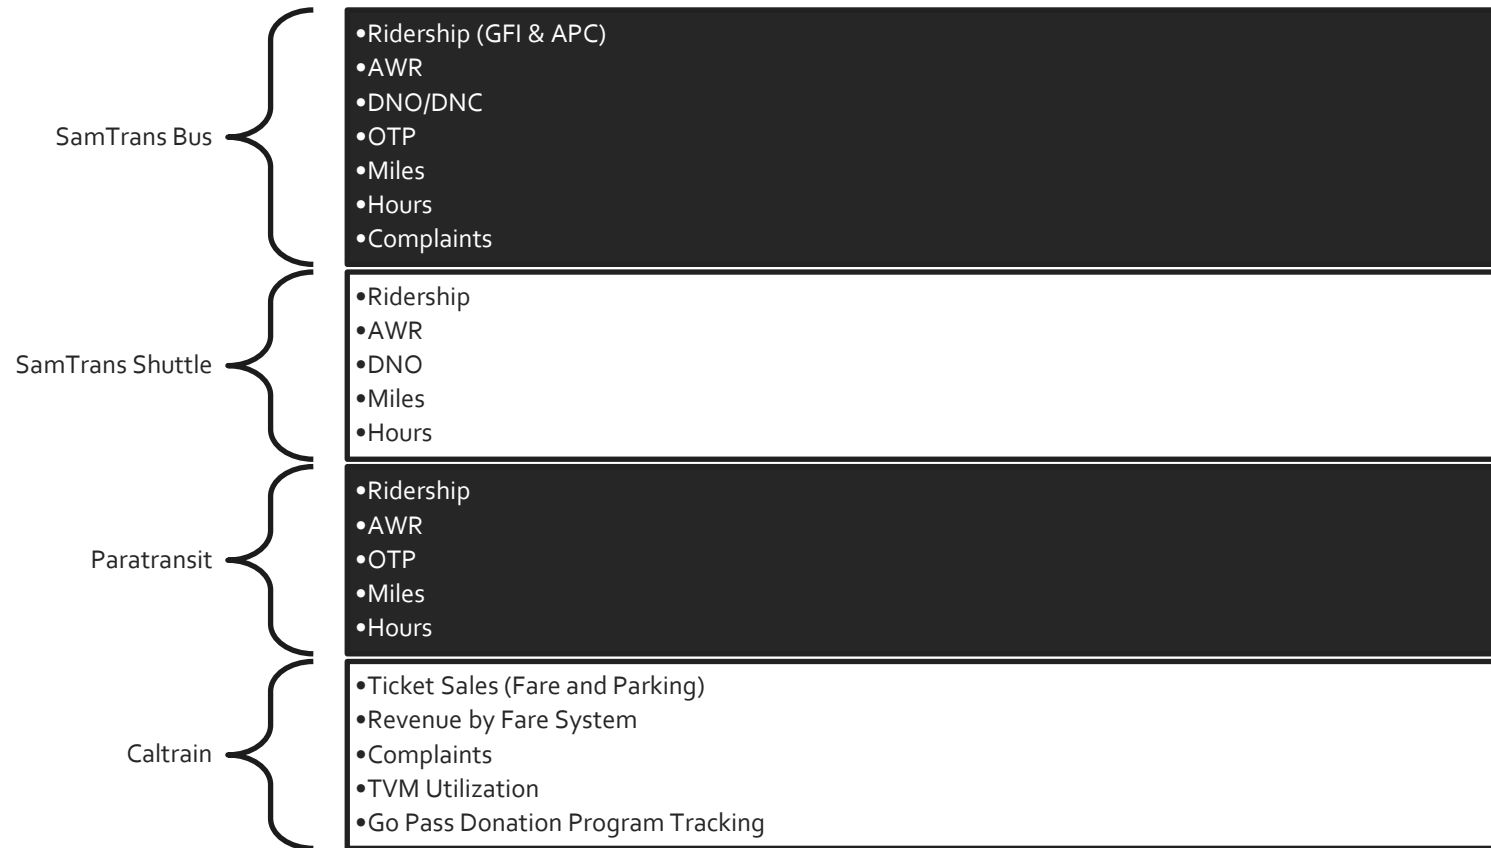 SamTrans Bus
•Ridership (GFI & APC)
•AWR
•DNO/DNC
•OTP
•Miles
•Hours
•Complaints
SamTrans Shuttle
•Ridership
•AWR
•DNO
•Miles
•Hours
Paratransit
•Ridership
•AWR
•OTP
•Miles
•Hours
Caltrain
•Ticket Sales (Fare and Parking)
•Revenue by Fare System
•Complaints
•TVM Utilization
•Go Pass Donation Program Tracking